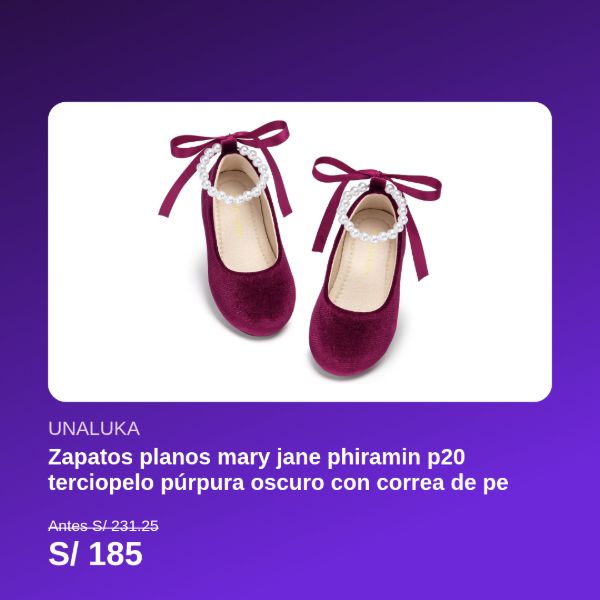 UNALUKA
Zapatos planos mary jane phiramin p20
terciopelo púrpura oscuro con correa de pe
Antes S/ 231.25
S/ 185